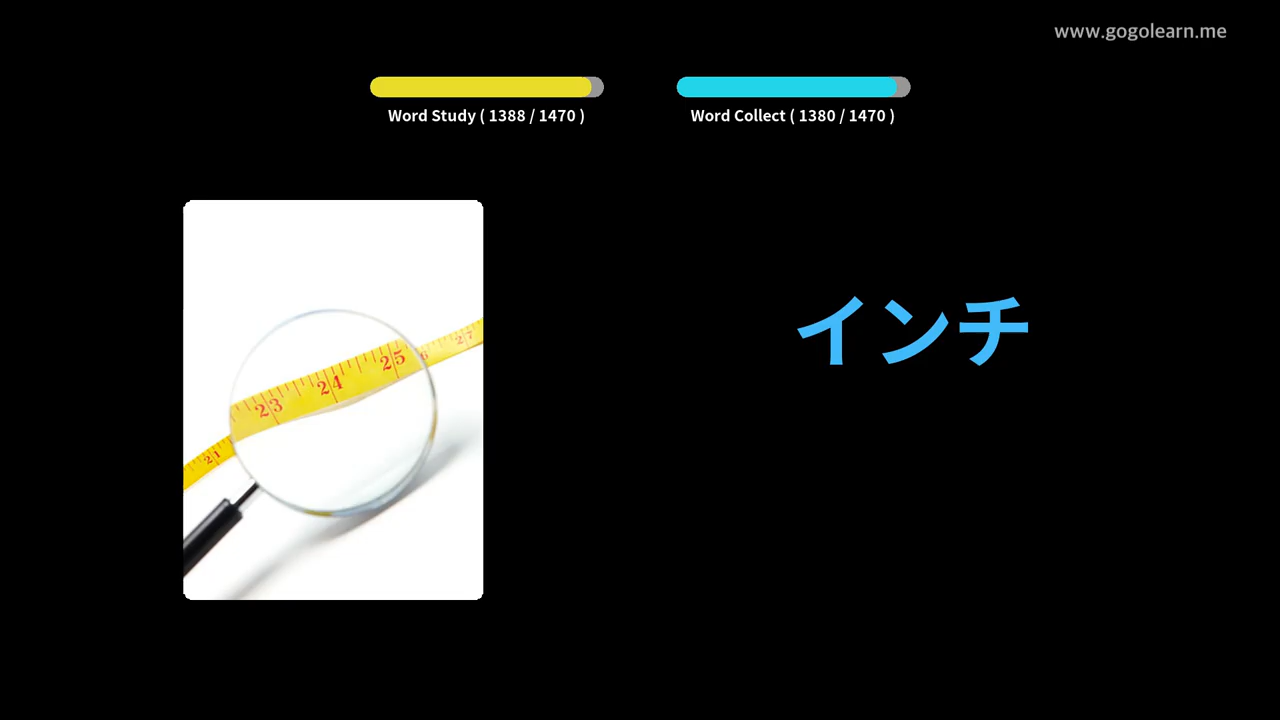 www.gogolearn.me
Word Study ( 1388 / 1470 )
Word Collect ( 1380 / 1470 )
インチ
21
23
24
25
6
27